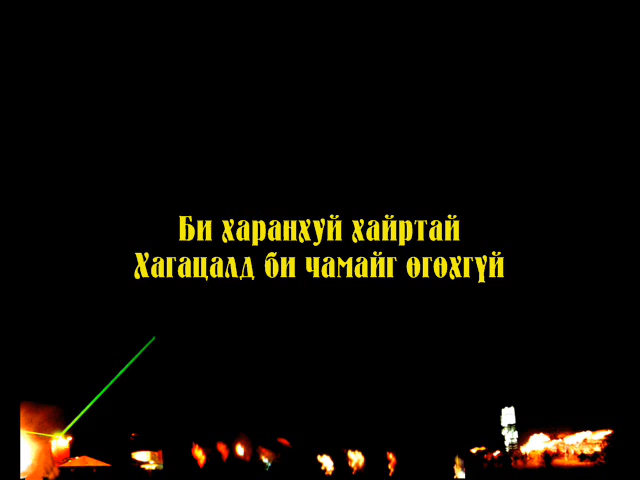 Би харанхуй хайртай
Хагацалд би чамайг өгөхгүй